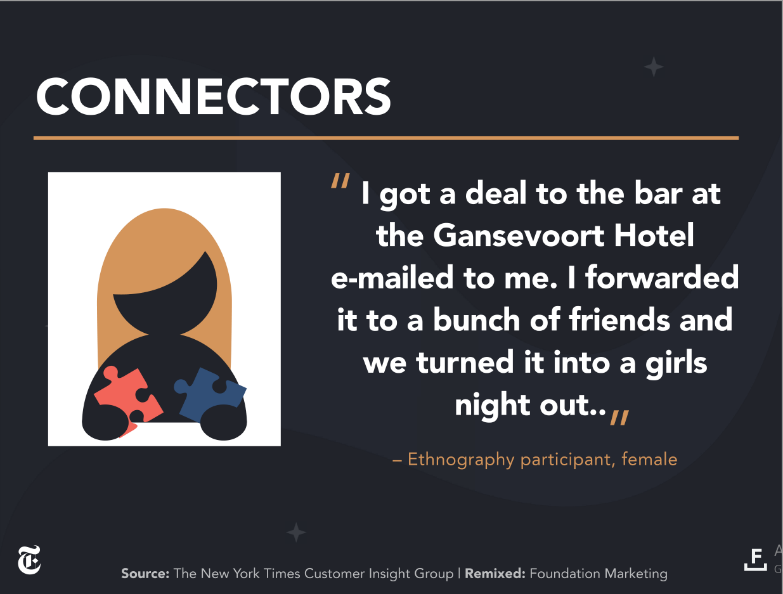 CONNECTORS
" I got a deal to the bar at
the Gansevoort Hotel
e-mailed to me. I forwarded
it to a bunch of friends and
we turned it into a girls
night out.. "
– Ethnography participant, female
T
F
A
G
Source: The New York Times Customer Insight Group | Remixed: Foundation Marketing